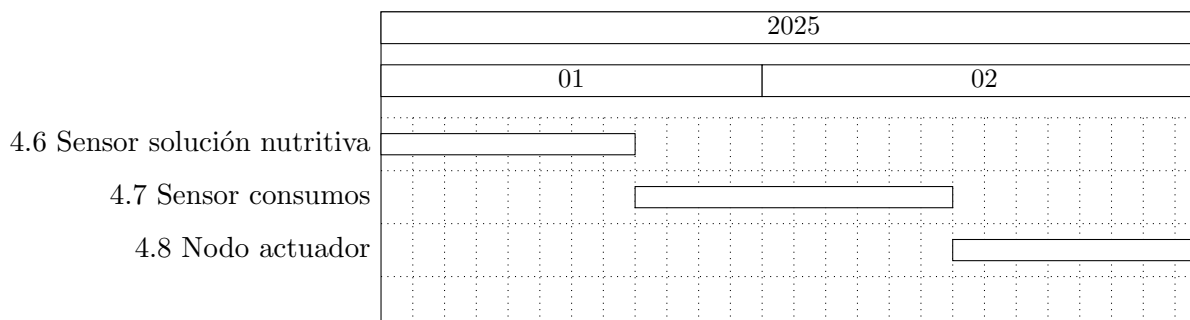 2025
01 02
4.6 Sensor solución nutritiva
4.7 Sensor consumos
4.8 Nodo actuador